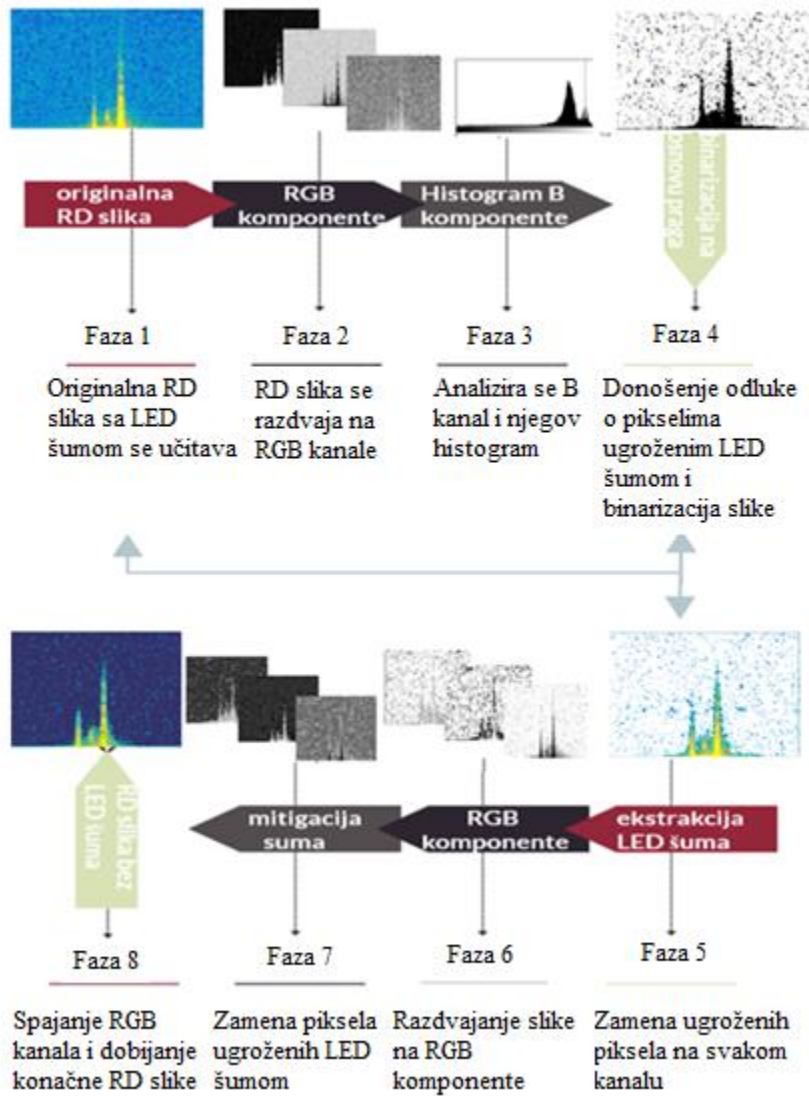 originalna
RD slika
RGB
komponente
Histogram B
komponente
binarizacija na
osnovu praga
Faza 1
Originalna RD
slika sa LED
šumom se učitava
Faza 2
RD slika se
razdvaja na
RGB kanale
Faza 3
Analizira se B
kanal i njegov
histogram
Faza 4
Donošenje odluke
o pikselima
ugroženim LED
šumom i
binarizacija slike
RD slika bez
LED šuma
mitigacija
suma
RGB
komponente
ekstrakcija
LED šuma
Faza 8
Spajanje RGB
kanala i dobijanje
konačne RD slike
Faza 7
Zamena piksela
ugroženih LED
šumom
Faza 6
Razdvajanje slike
na RGB
komponente
Faza 5
Zamena ugroženih
piksela na svakom
kanalu